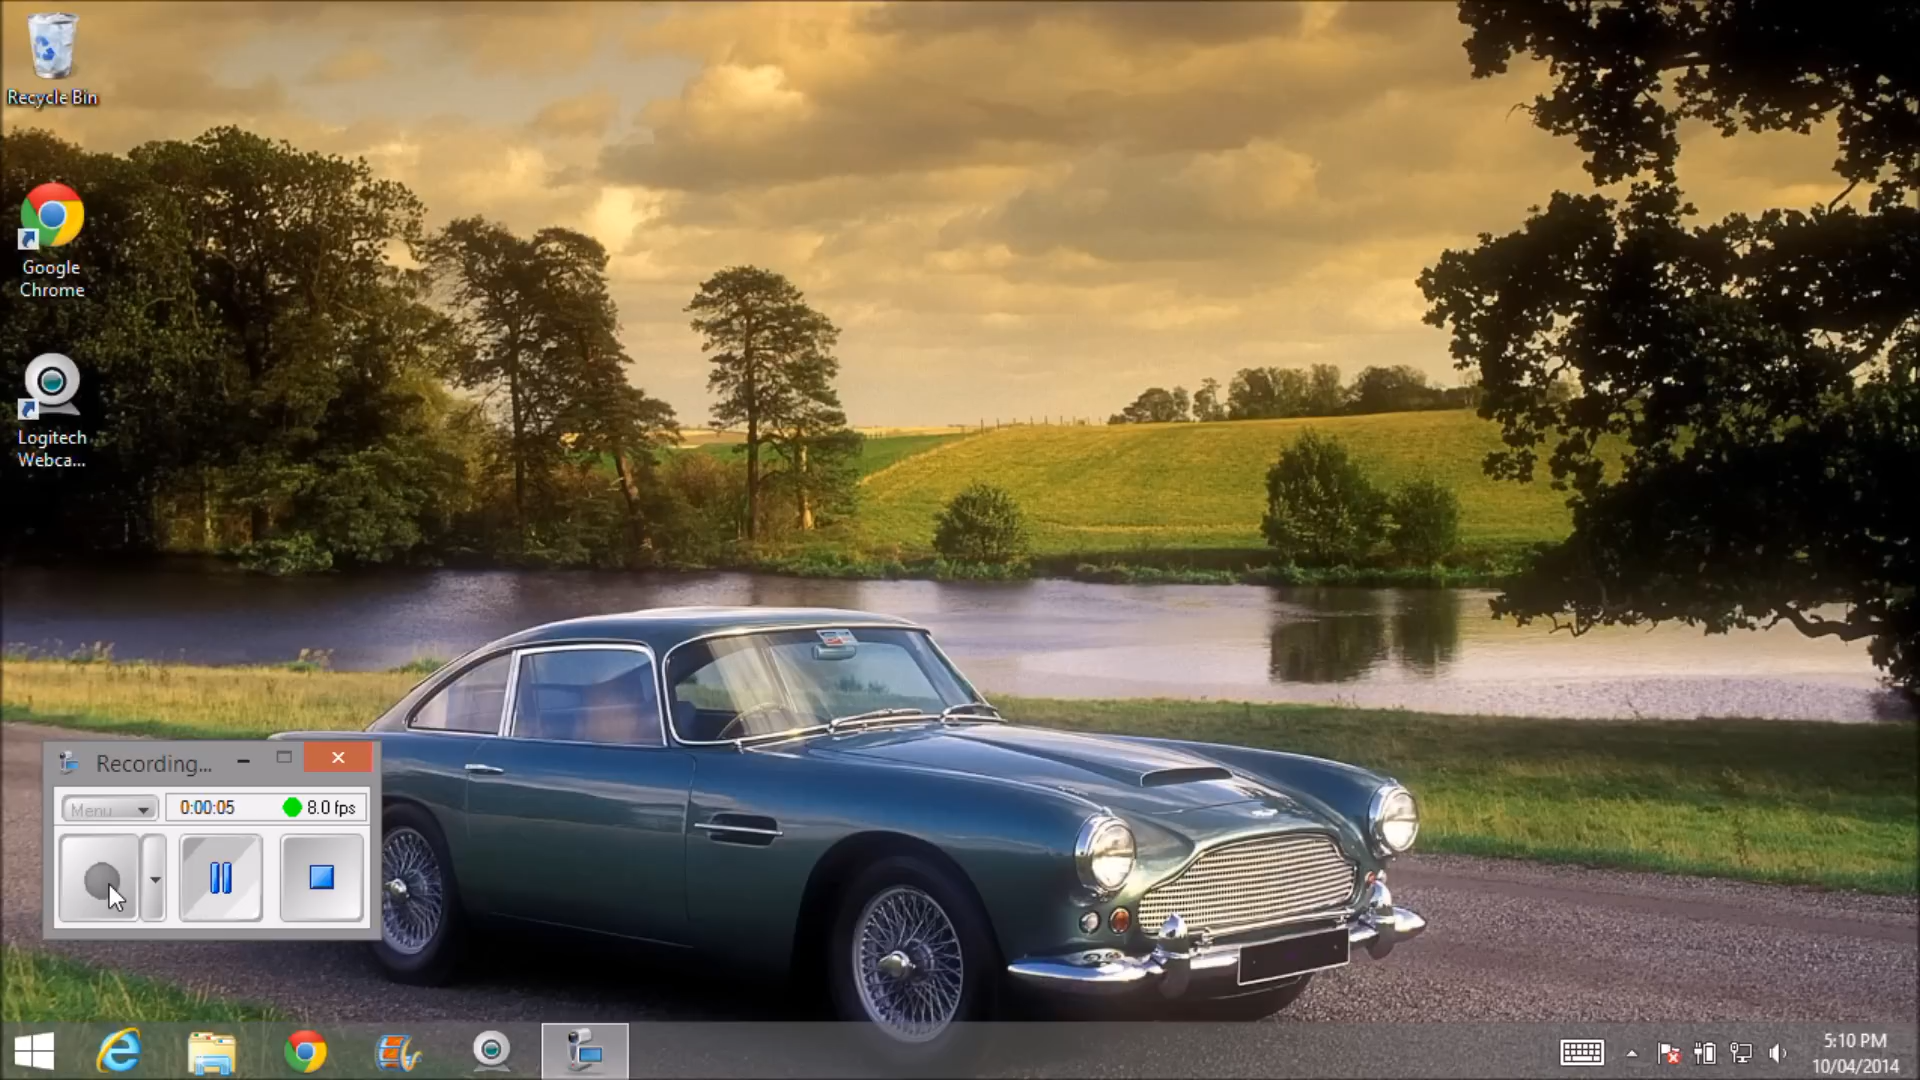 Recycle Bin
Google
Chrome
Logitech
Webca...
Recording...
Menu
0:00:05
8.0 fps
5:10 PM
10/04/2014